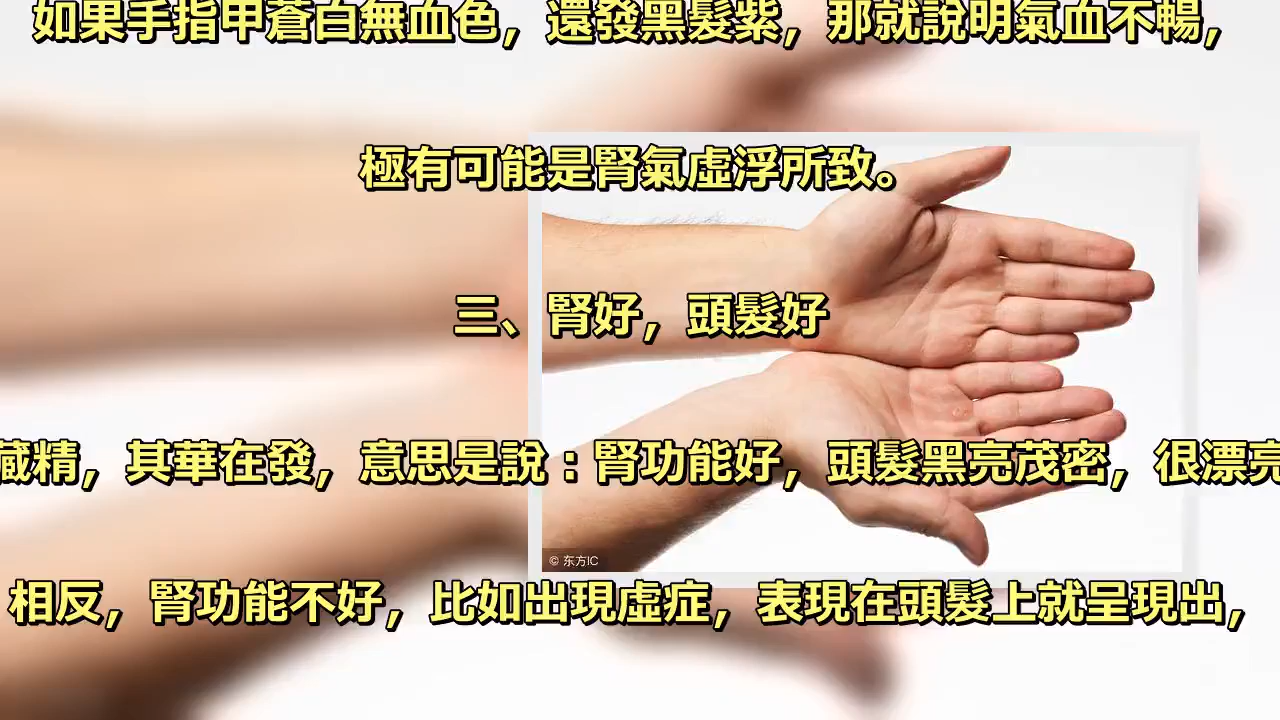 如果手指甲蒼白無血色，還發黑髮紫，那就說明氣血不暢，
極有可能是腎氣虛浮所致。
三、腎好，頭髮好
藏精，其華在發，意思是說：腎功能好，頭髮黑亮茂密，很漂亮
© 东方IC
相反，腎功能不好，比如出現虛症，表現在頭髮上就呈現出，